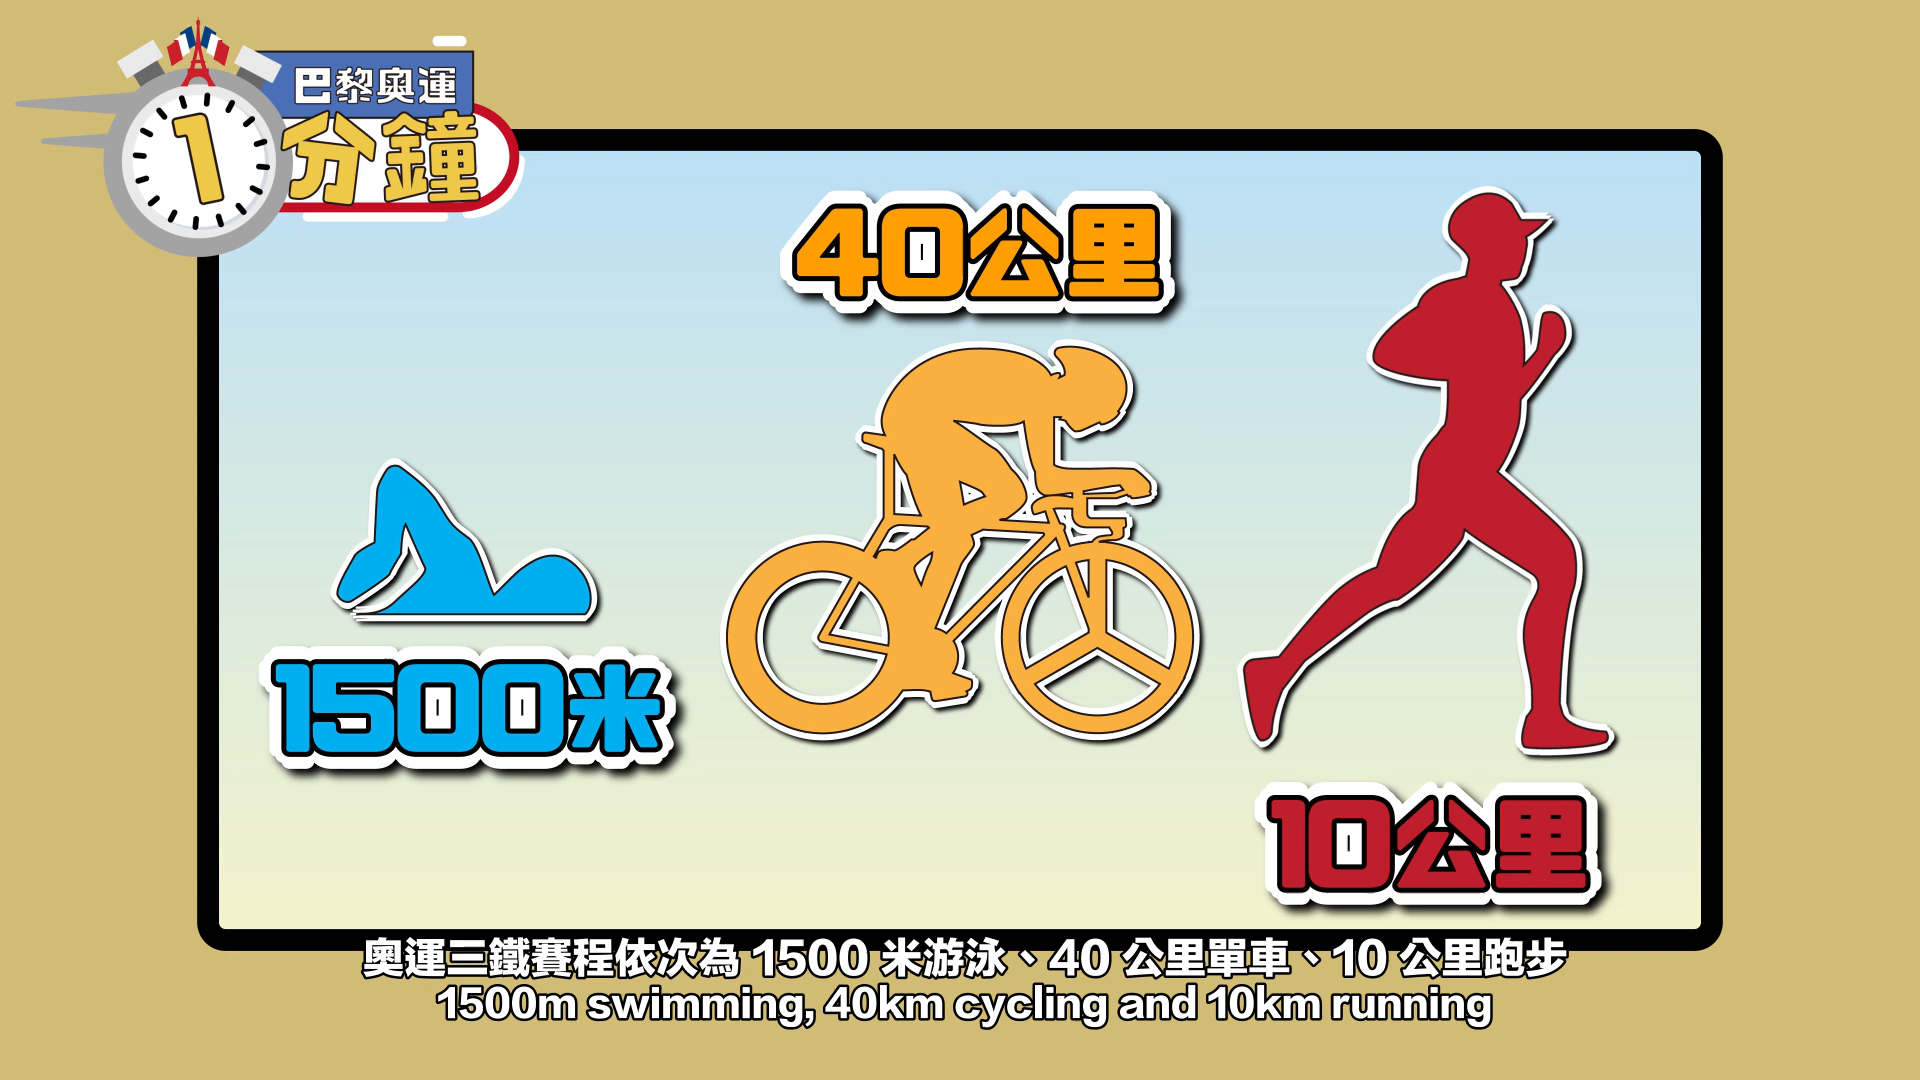 巴黎奧運
1分鐘
40公里
1500米
10公里
奧運三鐵賽程依次為 1500 米游泳、40 公里單車、10 公里跑步
1500m swimming, 40km cycling and 10km running